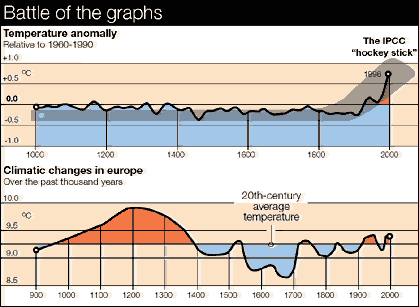 Battle of the graphs
Temperature anomaly
Relative to 1960-1990
The IPCC
"hockey stick"
+1.0
°C
1998
+0.5
0.0
-0.5
-1.0
1000 1200 1400 1600 1800 2000
Climatic changes in europe
Over the past thousand years
10.0
°C
20th-century
average
temperature
9.25
9.0
8.5
900 1000 1100 1200 1300 1400 1500 1600 1700 1800 1900 2000